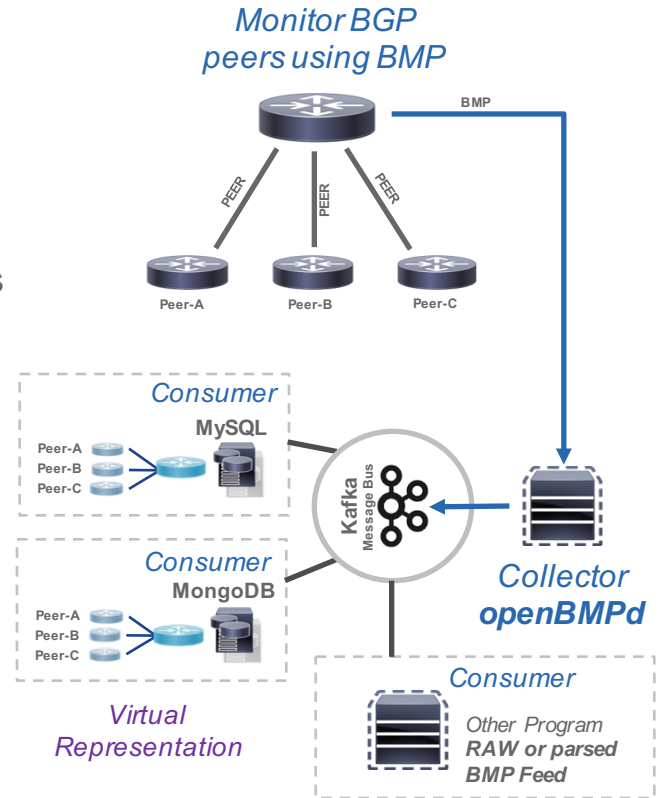 Monitor BGP
peers using BMP
BMP
PEER
PEER
PEER
Peer-A
Peer-B
Peer-C
s
Consumer
MySQL
Peer-A
Peer-B
Peer-C
Kafka
Message Bus
Consumer
MongoDB
Peer-A
Peer-B
Peer-C
Collector
openBMPd
Virtual
Representation
Consumer
Other Program
RAW or parsed
BMP Feed